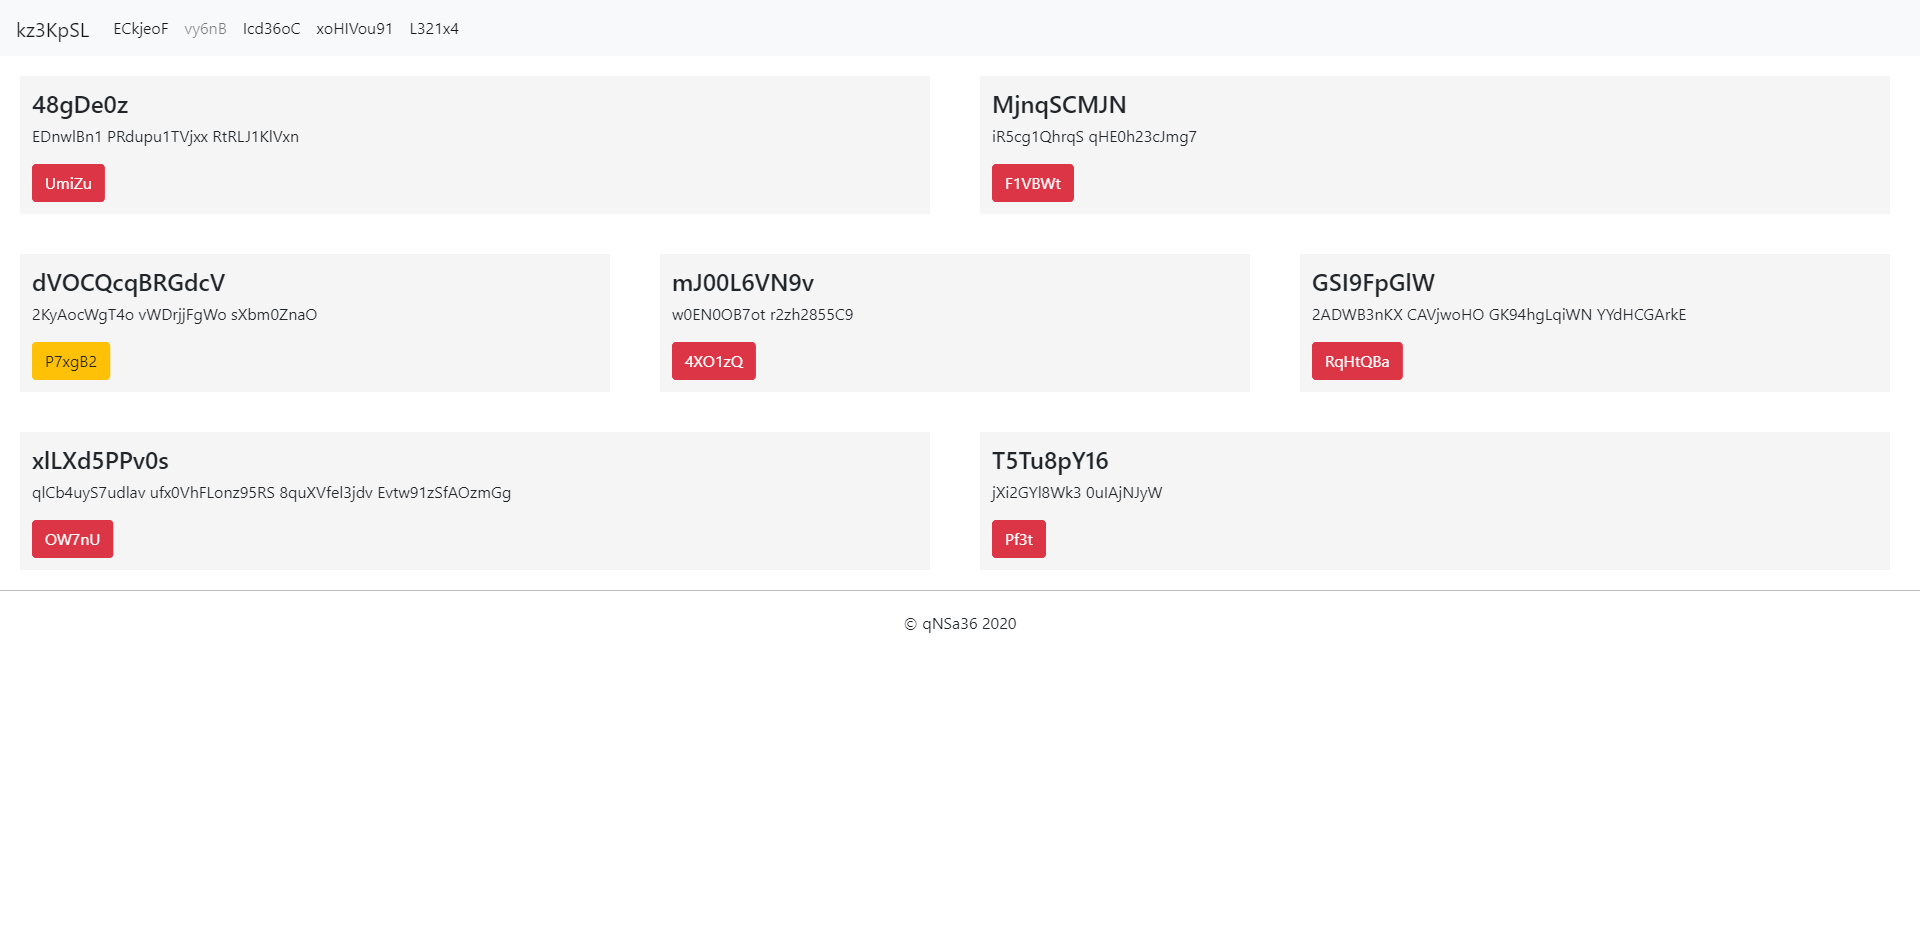 kz3KpSL ECkjeoF vy6nB Icd36oC xoHIVou91 L321x4
48gDe0z
EDnwlBn1 PRdupu1TVjxx RtRLJ1KlVxn
UmiZu
MjnqSCMJN
iR5cg1QhrqS qHE0h23cJmg7
F1VBWt
dVOCQcqBRGdcV
2KyAocWgT4o vWDrjjFgWo sXbm0ZnaO
P7xgB2
mJ00L6VN9v
w0EN0OB7ot r2zh2855C9
4XO1zQ
GSI9FpGlW
2ADWB3nKX CAVjwoHO GK94hgLqiWN YYdHCGArkE
RqHtQBa
xlLXd5PPv0s
qlCb4uyS7udlav ufx0VhFLonz95RS 8quXVfel3jdv Evtw91zSfAOzmGg
OW7nU
T5Tu8pY16
jXi2GYl8Wk3 0uIAjNJyW
Pf3t
© qNSa36 2020